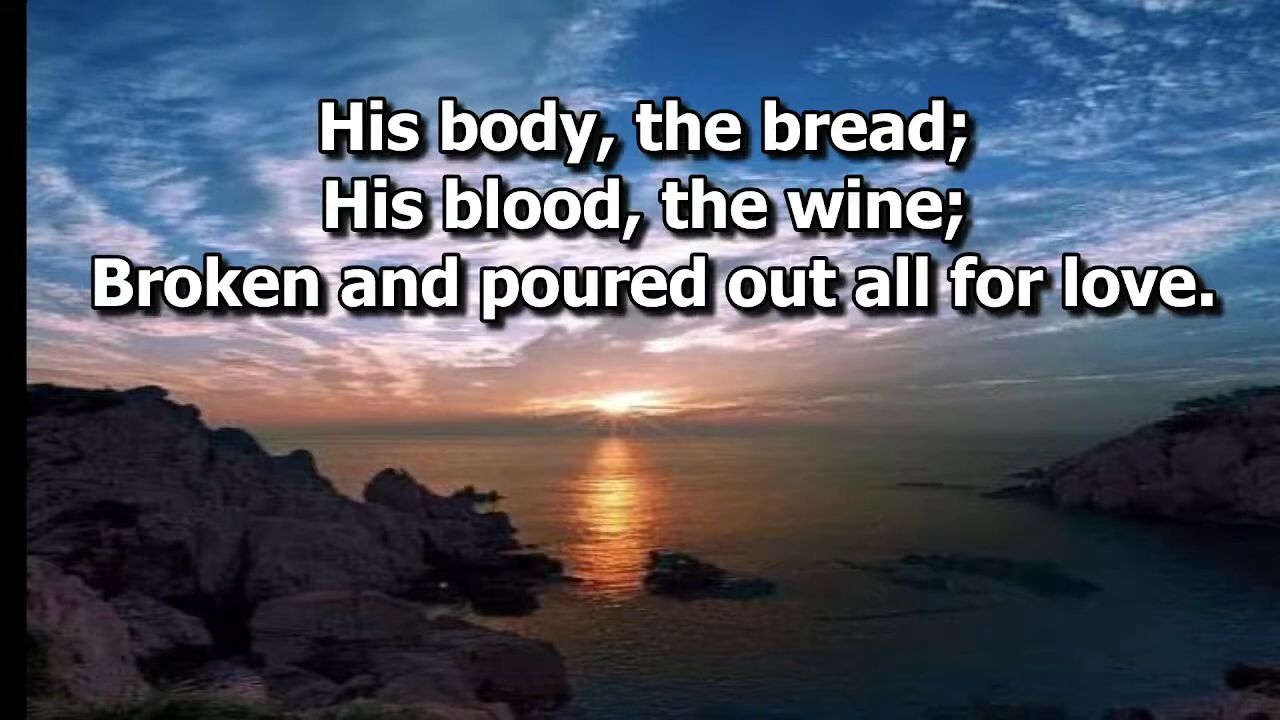 His body, the bread;
His blood, the wine;
Broken and poured out all for love.